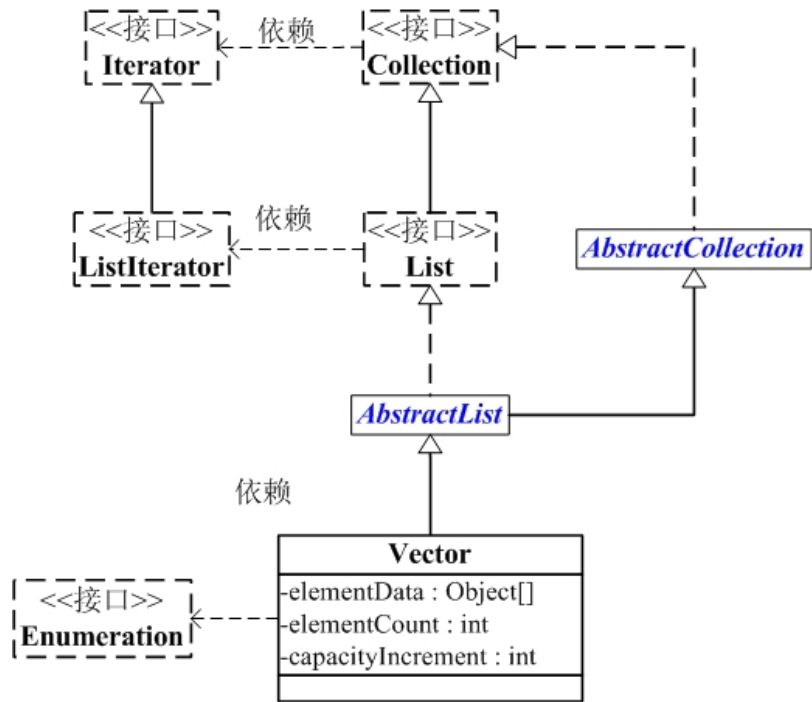 <<接口>>
Iterator
依赖
<<接口>>
Collection
<<接口>>
ListIterator
依赖
<<接口>>
List
AbstractCollection
AbstractList
依赖
Vector
-elementData : Object[]
-elementCount : int
-capacityIncrement : int
<<接口>>
Enumeration